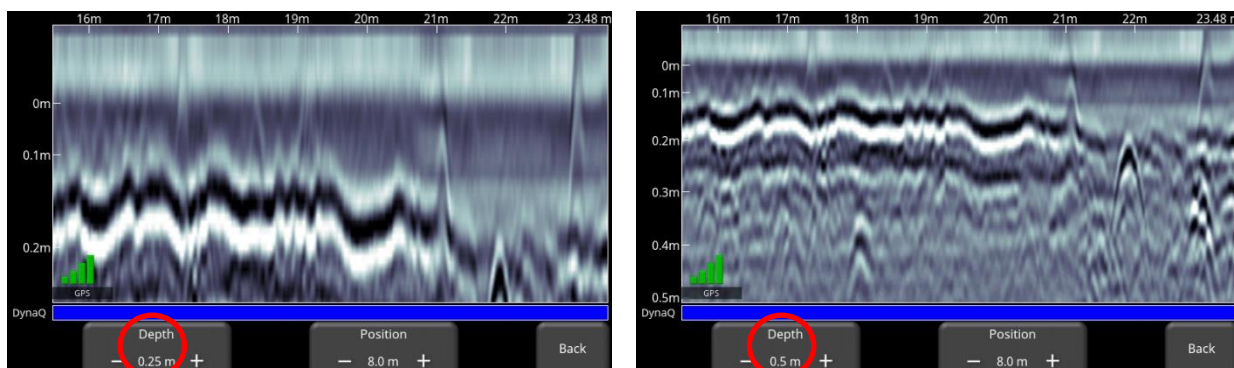 16m 17m 18m 19m 20m 21m 22m 23.48 m
0m
0.1m
0.2m
GPS
DynaQ
Depth
− 0.25 m +
Position
− 8.0 m +
Back
16m 17m 18m 19m 20m 21m 22m 23.48 m
0m
0.1m
0.2m
0.3m
0.4m
0.5m
GPS
DynaQ
Depth
− 0.5 m +
Position
− 8.0 m +
Back